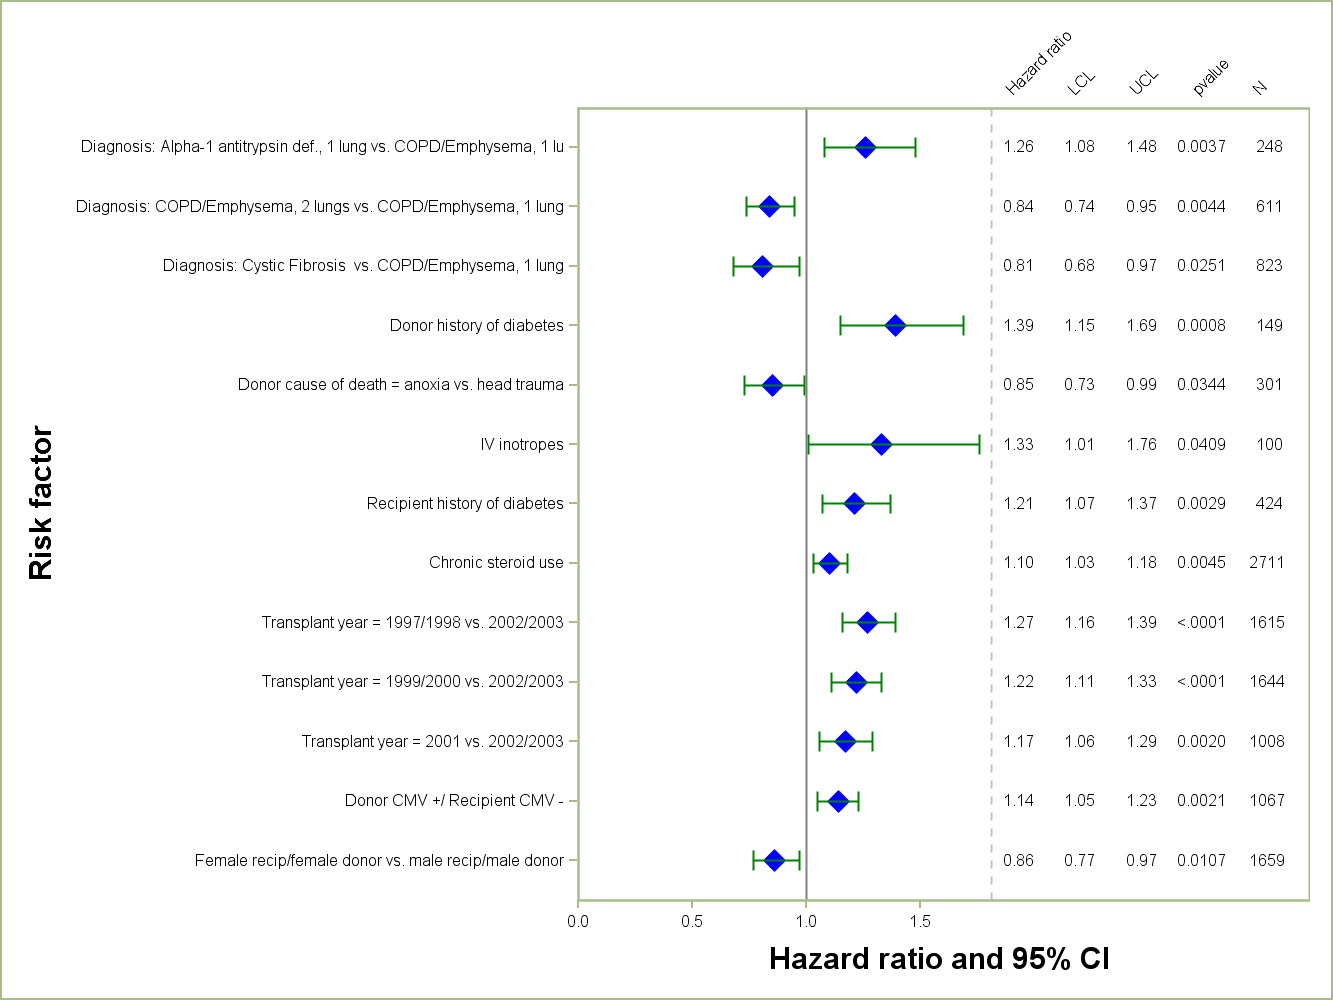 Hazard ratio LCL UCL pvalue N
Diagnosis: Alpha-1 antitrypsin def., 1 lung vs. COPD/Emphysema, 1 lu 1.26 1.08 1.48 0.0037 248
Diagnosis: COPD/Emphysema, 2 lungs vs. COPD/Emphysema, 1 lung 0.84 0.74 0.95 0.0044 611
Diagnosis: Cystic Fibrosis  vs. COPD/Emphysema, 1 lung 0.81 0.68 0.97 0.0251 823
Donor history of diabetes 1.39 1.15 1.69 0.0008 149
Donor cause of death = anoxia vs. head trauma 0.85 0.73 0.99 0.0344 301
IV inotropes 1.33 1.01 1.76 0.0409 100
Recipient history of diabetes 1.21 1.07 1.37 0.0029 424
Chronic steroid use 1.10 1.03 1.18 0.0045 2711
Transplant year = 1997/1998 vs. 2002/2003 1.27 1.16 1.39 <.0001 1615
Transplant year = 1999/2000 vs. 2002/2003 1.22 1.11 1.33 <.0001 1644
Transplant year = 2001 vs. 2002/2003 1.17 1.06 1.29 0.0020 1008
Donor CMV +/ Recipient CMV - 1.14 1.05 1.23 0.0021 1067
Female recip/female donor vs. male recip/male donor 0.86 0.77 0.97 0.0107 1659
Risk factor
0.0 0.5 1.0 1.5
Hazard ratio and 95% CI